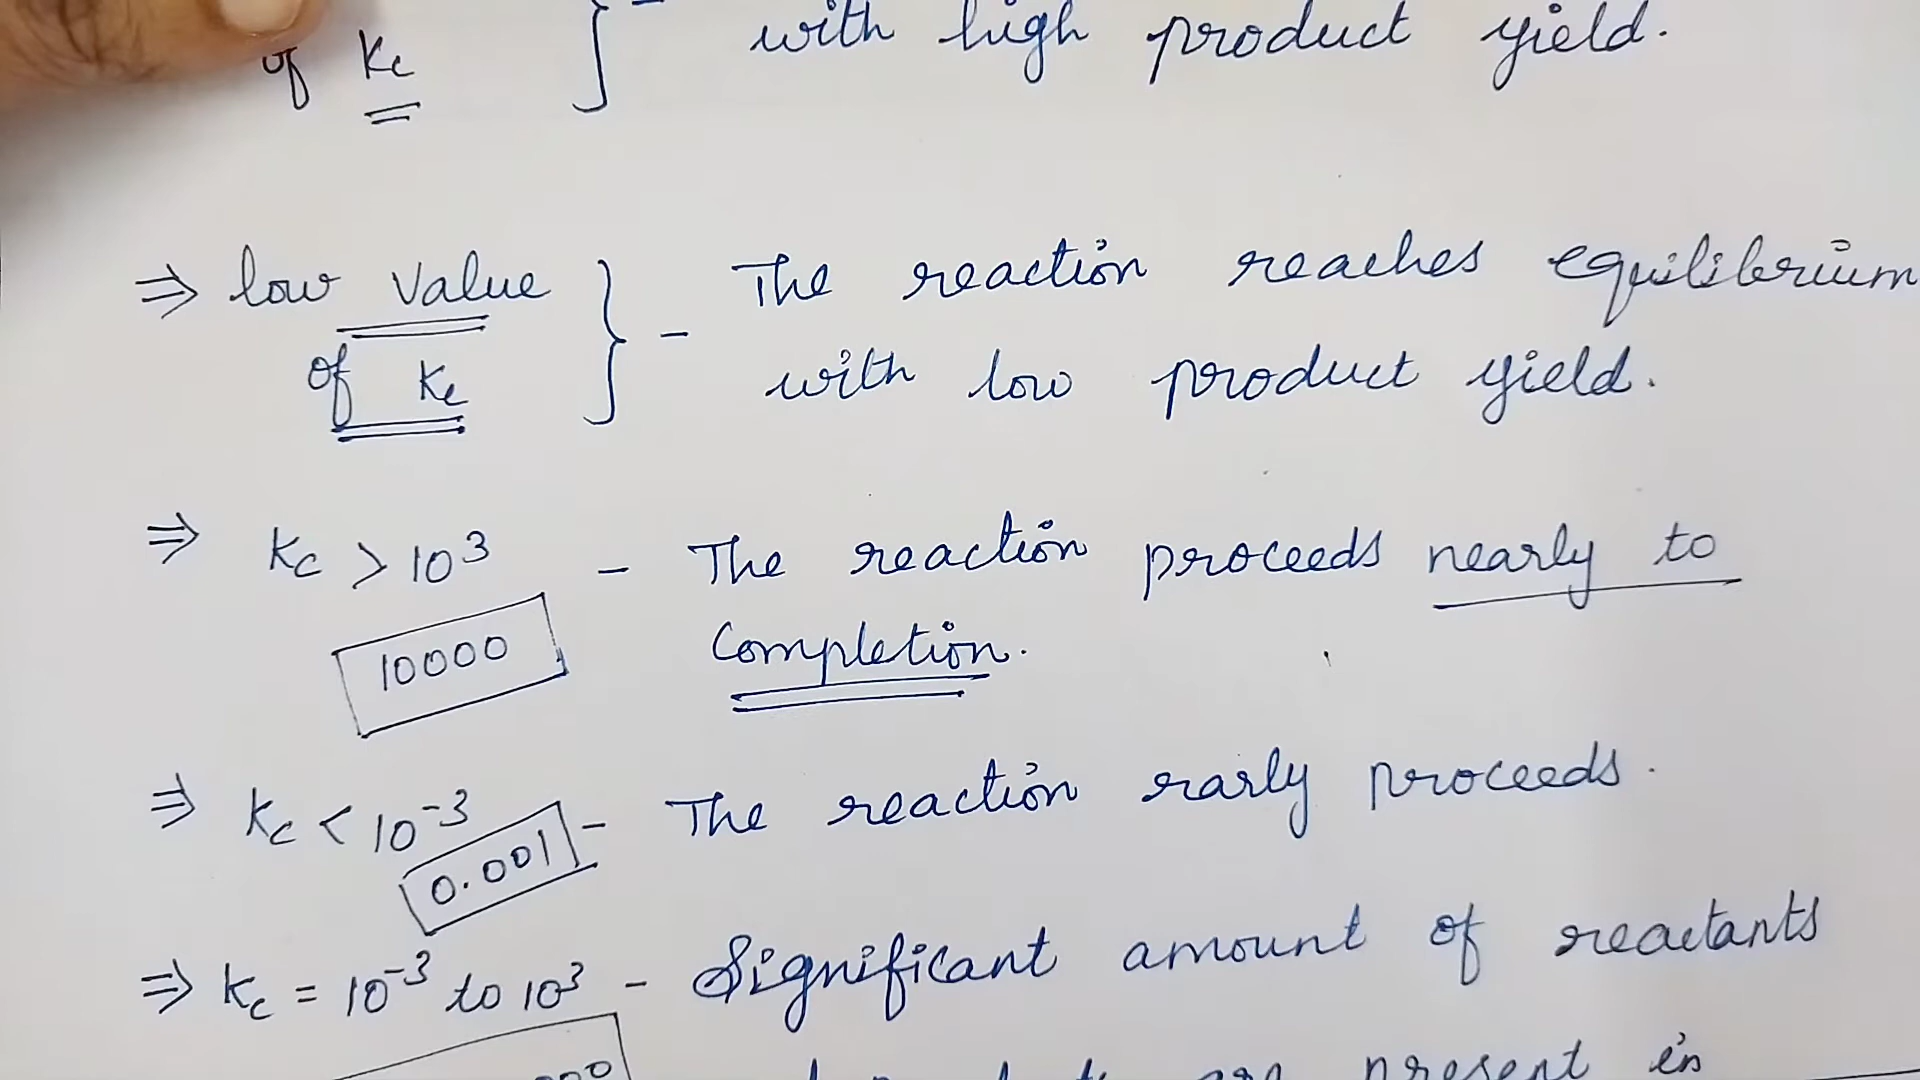 of Kc } - with high product yield.
⇒ low value } - The reaction reaches equilibrium
of Kc with low product yield.
⇒ Kc > 10³ - The reaction proceeds nearly to
10000 completion.
⇒ Kc < 10⁻³ - The reaction rarly proceeds.
0.001
⇒ Kc = 10⁻³ to 10³ - Significant amount of reactants
present in